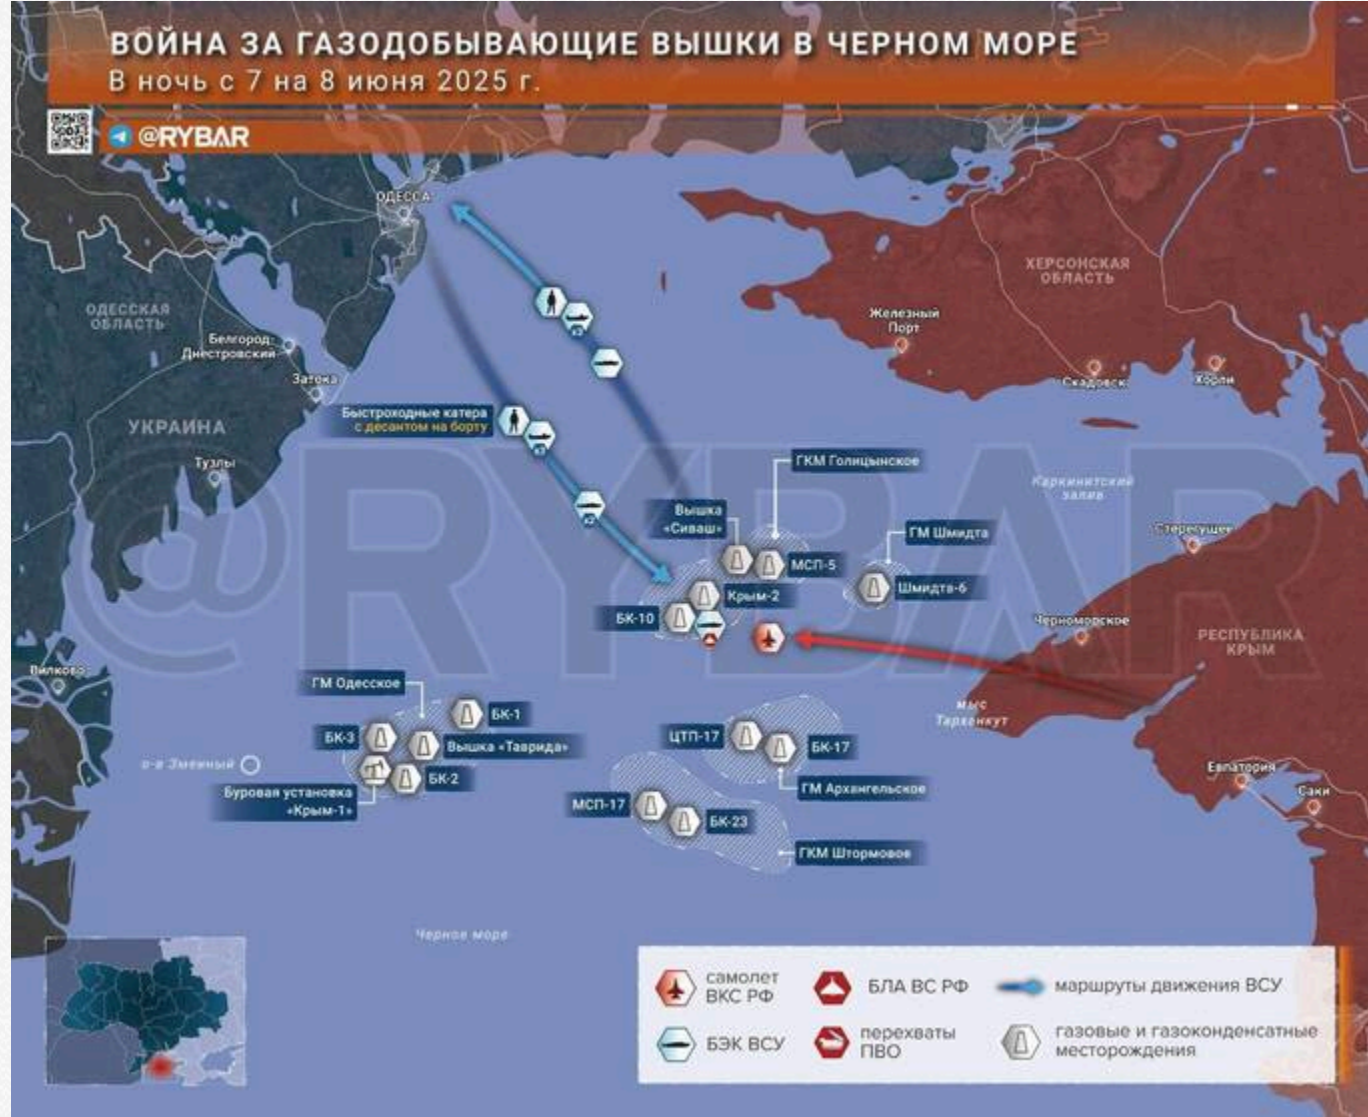 ВОЙНА ЗА ГАЗОДОБЫВАЮЩИЕ ВЫШКИ В ЧЕРНОМ МОРЕ
В ночь с 7 на 8 июня 2025 г.
@RYBAR
ОДЕССА
ОДЕССКАЯ
ОБЛАСТЬ
Белгород-
Днестровский
Затока
УКРАИНА
Тузлы
ХЕРСОНСКАЯ
ОБЛАСТЬ
Железный
Порт
Скадовск
Хорлы
Быстроходные катера
с десантом на борту
x3
x3
x2
@RYBAR
ГКМ Голицынское
Каркинитский
залив
Вышка
«Сиваш»
ГМ Шмидта
Стерегущее
МСП-5
Шмидта-6
Крым-2
БК-10
Черноморское
РЕСПУБЛИКА
КРЫМ
Вилково
ГМ Одесское
БК-1
мыс
Тарханкут
БК-3
Вышка «Таврида»
ЦТП-17
БК-17
о-в Змеиный
БК-2
Евпатория
Буровая установка
«Крым-1»
ГМ Архангельское
Саки
МСП-17
БК-23
ГКМ Штормовое
Черное море
самолет
ВКС РФ
БЛА ВС РФ
маршруты движения ВСУ
БЭК ВСУ
перехваты
ПВО
газовые и газоконденсатные
месторождения